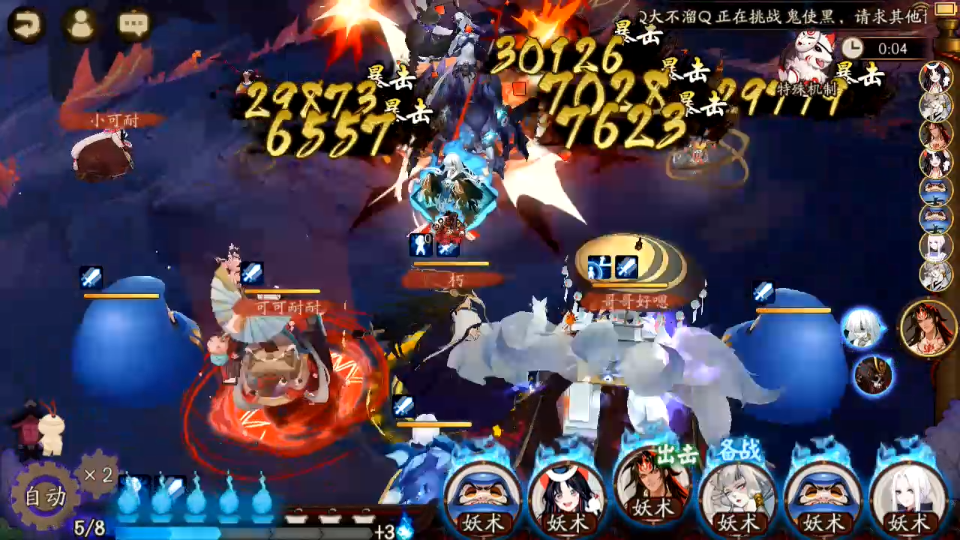 Q大不溜Q正在挑战鬼使黑，请求其他
0:04
特殊机制
暴击
30126
暴击
29873
暴击
6557
暴击
7028
暴击
7623
暴击
小可耐
朽
可可耐耐
哥哥好嗯
出击
备战
× 2
自动
5/8
+3
妖术
妖术
妖术
妖术
妖术
妖术